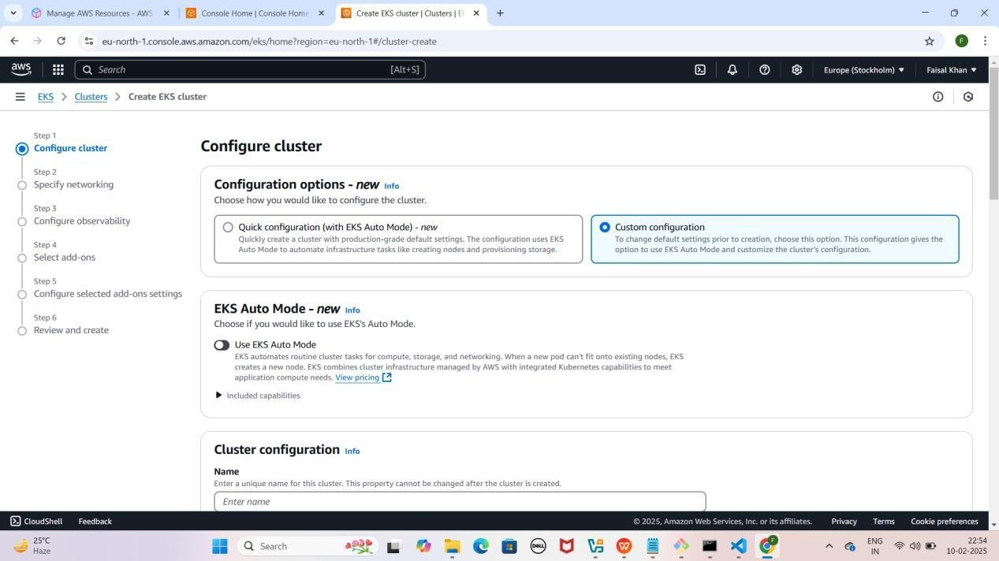 Manage AWS Resources - AWS
Console Home | Console Home
Create EKS cluster | Clusters | El
eu-north-1.console.aws.amazon.com/eks/home?region=eu-north-1#/cluster-create
F
aws
Search
[Alt+S]
Europe (Stockholm)
Faisal Khan
EKS
Clusters
Create EKS cluster
Step 1
Configure cluster
Step 2
Specify networking
Step 3
Configure observability
Step 4
Select add-ons
Step 5
Configure selected add-ons settings
Step 6
Review and create
Configure cluster
Configuration options - new Info
Choose how you would like to configure the cluster.
Quick configuration (with EKS Auto Mode) - new
Quickly create a cluster with production-grade default settings. The configuration uses EKS
Auto Mode to automate infrastructure tasks like creating nodes and provisioning storage.
Custom configuration
To change default settings prior to creation, choose this option. This configuration gives the
option to use EKS Auto Mode and customize the cluster's configuration.
EKS Auto Mode - new Info
Choose if you would like to use EKS's Auto Mode.
Use EKS Auto Mode
EKS automates routine cluster tasks for compute, storage, and networking. When a new pod can't fit onto existing nodes, EKS
creates a new node. EKS combines cluster infrastructure managed by AWS with integrated Kubernetes capabilities to meet
application compute needs. View pricing
Included capabilities
Cluster configuration Info
Name
Enter a unique name for this cluster. This property cannot be changed after the cluster is created.
Enter name
CloudShell
Feedback
© 2025, Amazon Web Services, Inc. or its affiliates.
Privacy
Terms
Cookie preferences
25°C
Haze
Search
DELL
F
ENG
IN
22:54
10-02-2025